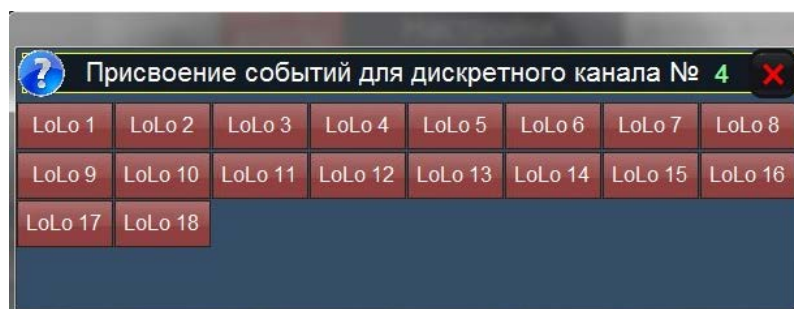 Присвоение событий для дискретного канала № 4
LoLo 1 LoLo 2 LoLo 3 LoLo 4 LoLo 5 LoLo 6 LoLo 7 LoLo 8
LoLo 9 LoLo 10 LoLo 11 LoLo 12 LoLo 13 LoLo 14 LoLo 15 LoLo 16
LoLo 17 LoLo 18